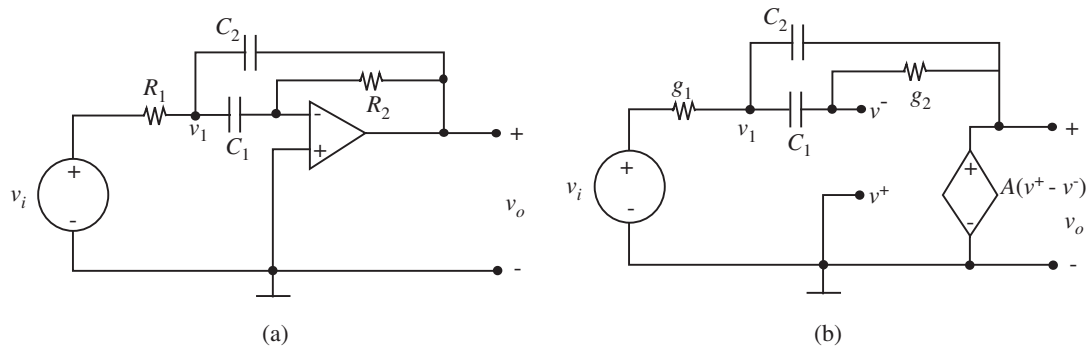 C₂
R₁
R₂
-
v₁
C₁
+
+
+
vᵢ
-
vₒ
-
(a)
C₂
g₁
g₂
v⁻
v₁
C₁
+
+
+
vᵢ
-
v⁺
A(v⁺ - v⁻)
-
vₒ
-
(b)